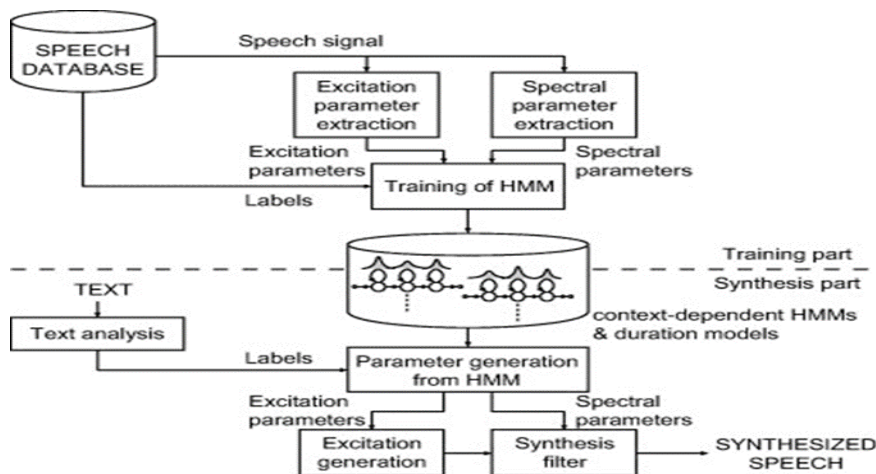 SPEECH
DATABASE
Speech signal
Excitation
parameter
extraction
Spectral
parameter
extraction
Excitation
parameters
Spectral
parameters
Training of HMM
Labels
Training part
Synthesis part
TEXT
context-dependent HMMs
& duration models
Text analysis
Labels
Parameter generation
from HMM
Excitation
parameters
Spectral
parameters
Excitation
generation
Synthesis
filter
SYNTHESIZED
SPEECH